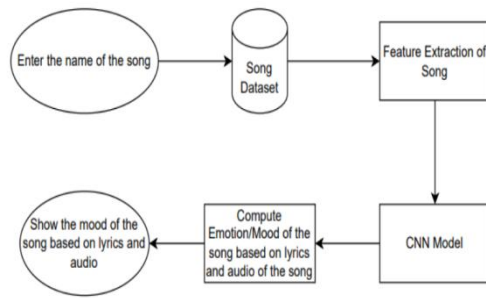 Enter the name of the song
Song
Dataset
Feature Extraction of
Song
CNN Model
Compute
Emotion/Mood of the
song based on lyrics
and audio of the song
Show the mood of the
song based on lyrics and
audio